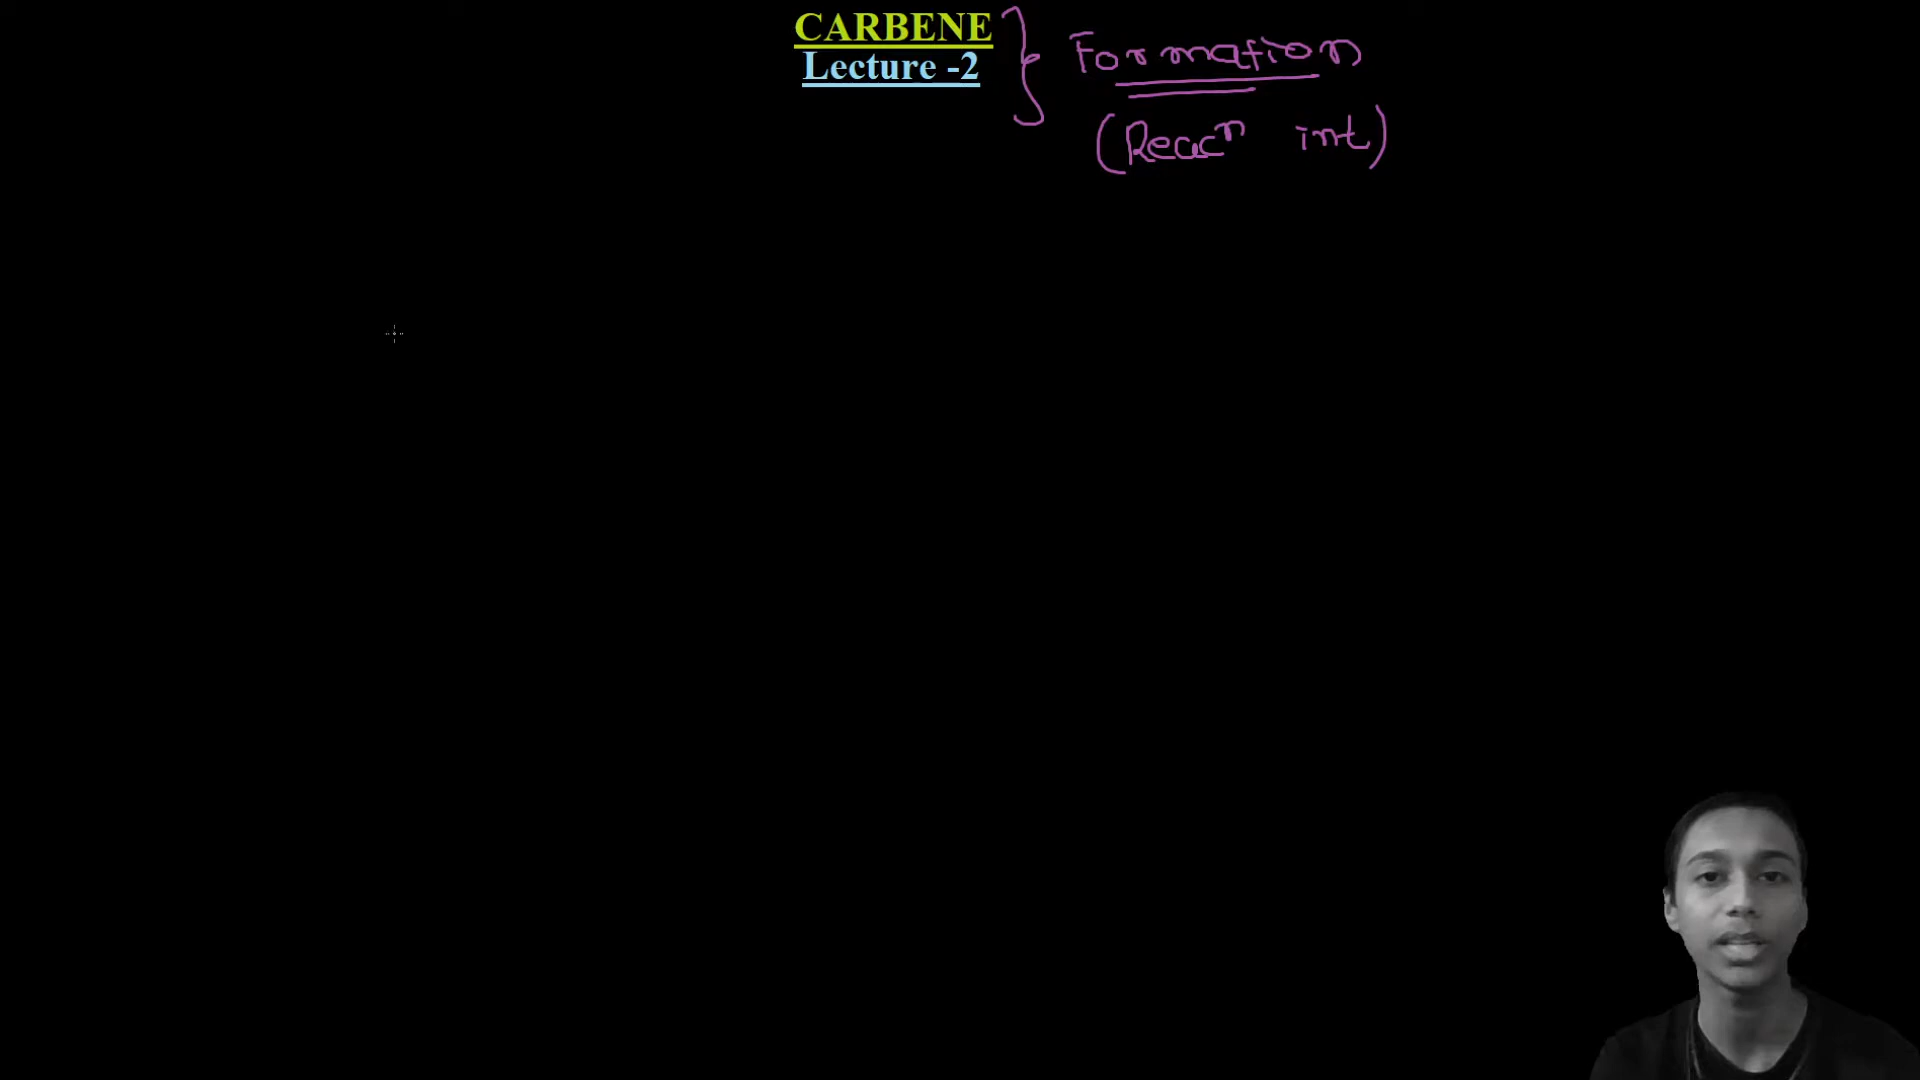 CARBENE
Lecture -2
} Formation
(Reacⁿ int)